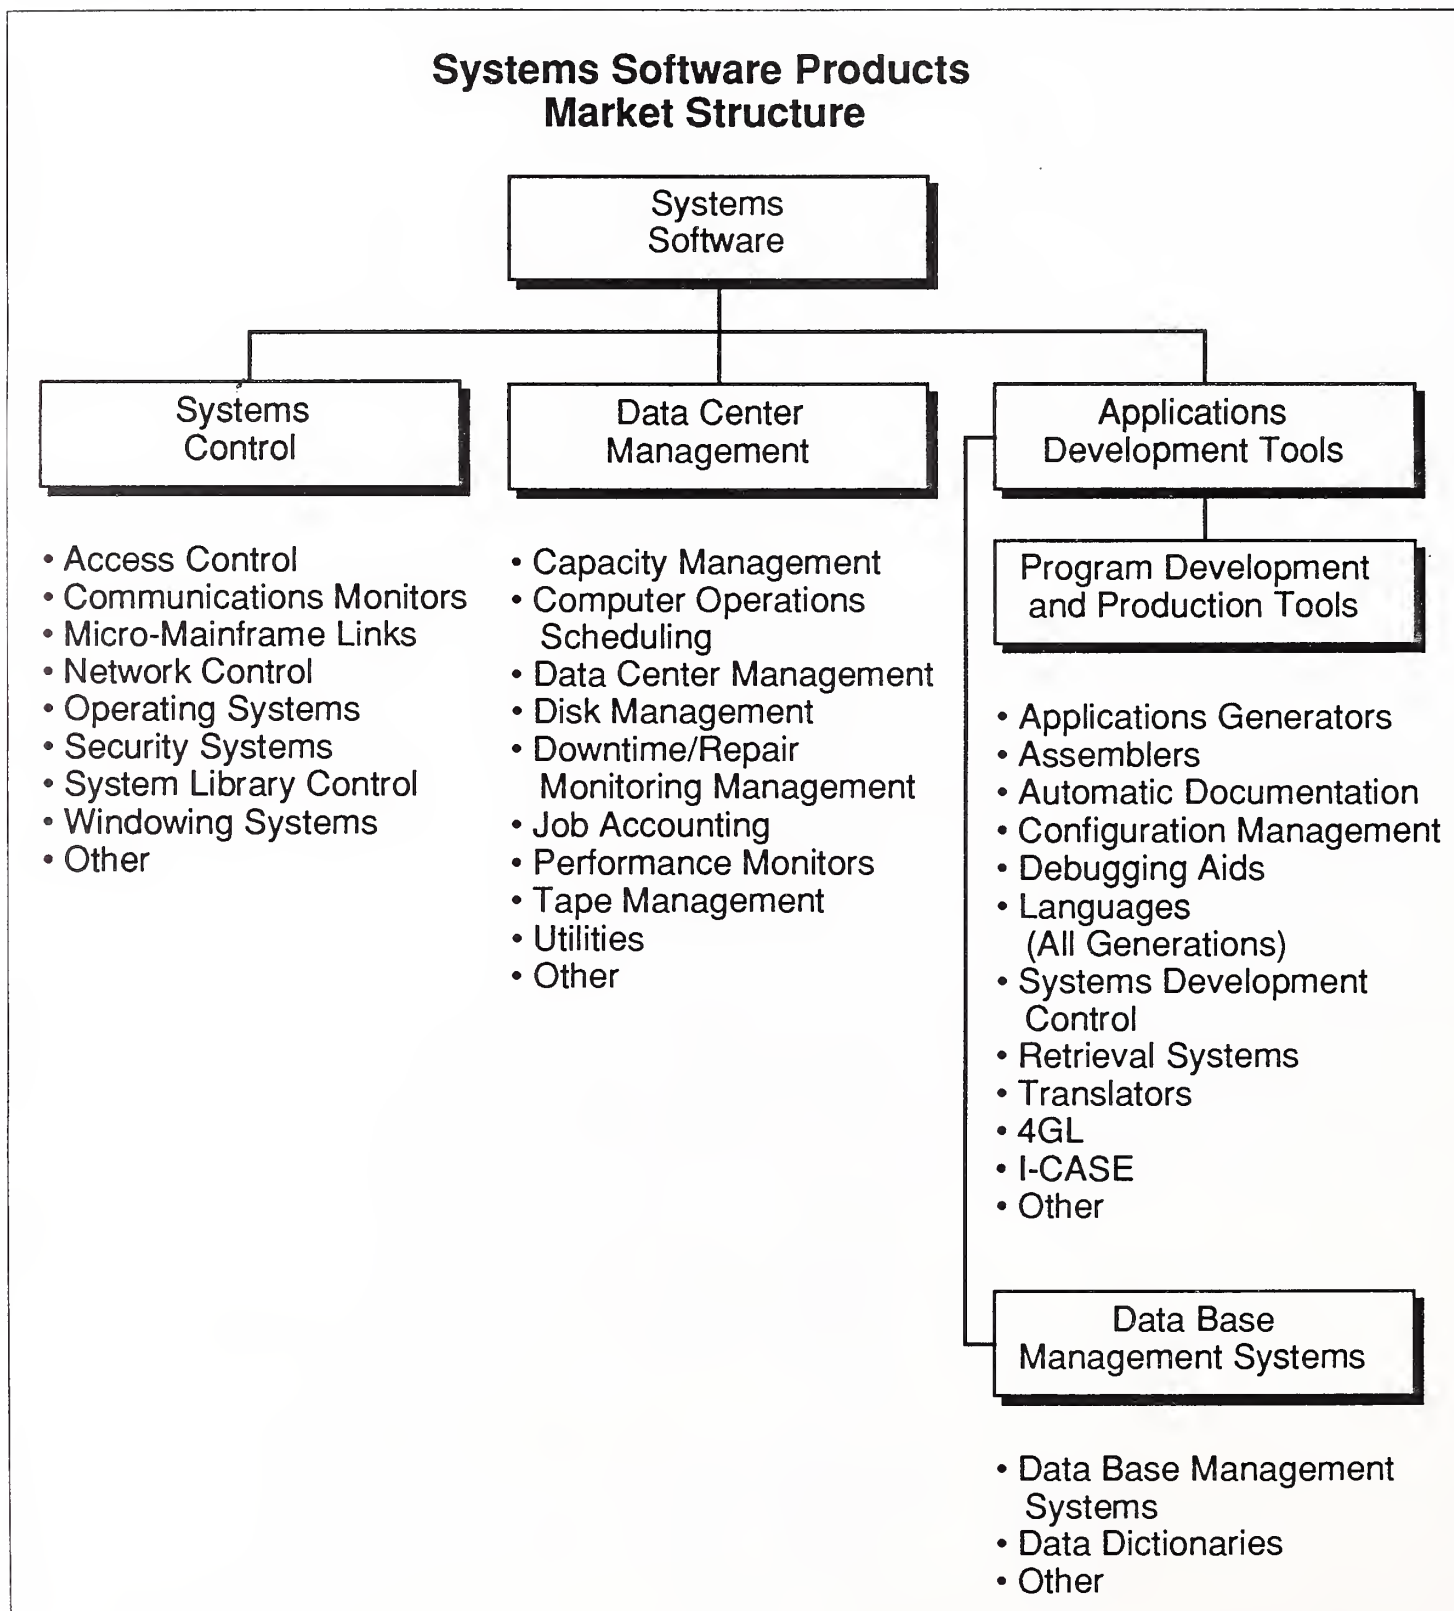 Systems Software Products
Market Structure
Systems
Software
Systems
Control
• Access Control
• Communications Monitors
• Micro-Mainframe Links
• Network Control
• Operating Systems
• Security Systems
• System Library Control
• Windowing Systems
• Other
Data Center
Management
• Capacity Management
• Computer Operations
Scheduling
• Data Center Management
• Disk Management
• Downtime/Repair
Monitoring Management
• Job Accounting
• Performance Monitors
• Tape Management
• Utilities
• Other
Applications
Development Tools
Program Development
and Production Tools
• Applications Generators
• Assemblers
• Automatic Documentation
• Configuration Management
• Debugging Aids
• Languages
(All Generations)
• Systems Development
Control
• Retrieval Systems
• Translators
• 4GL
• I-CASE
• Other
Data Base
Management Systems
• Data Base Management
Systems
• Data Dictionaries
• Other